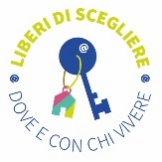 LIBERI DI SCEGLIERE
@ DOVE E CON CHI VIVERE @
@